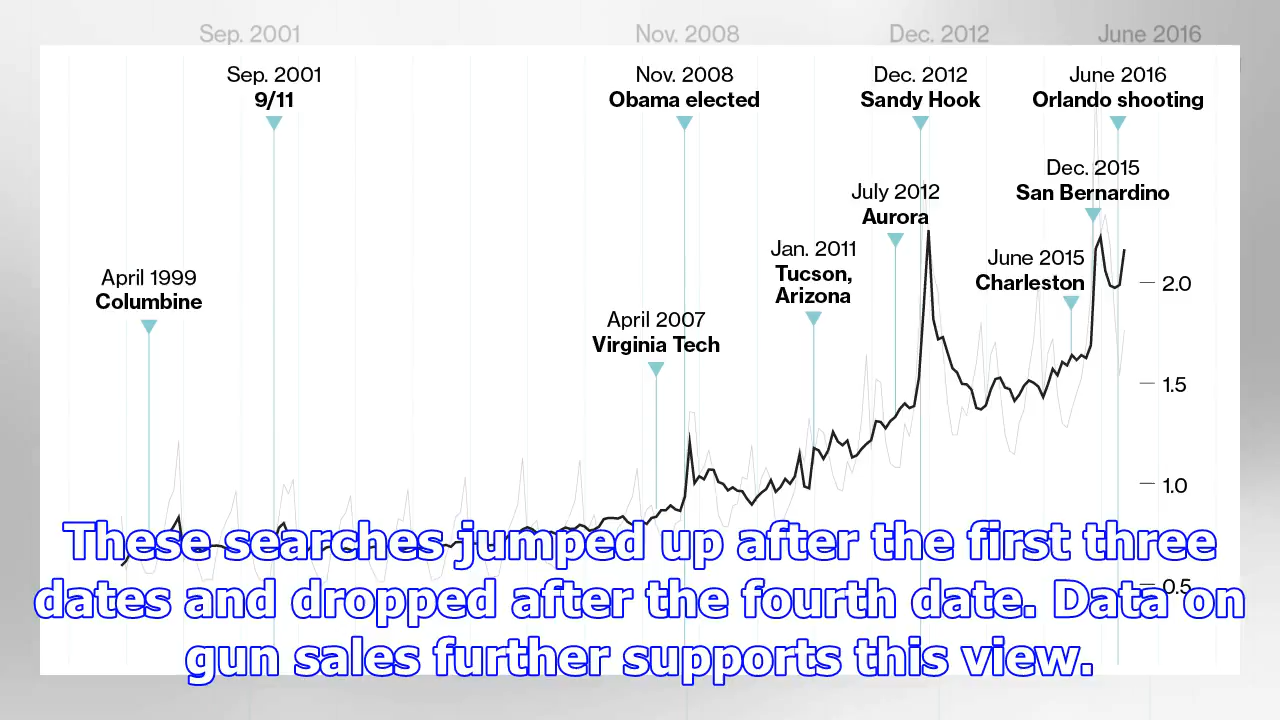 Sep. 2001
Nov. 2008
Dec. 2012
June 2016
Sep. 2001
9/11
Nov. 2008
Obama elected
Dec. 2012
Sandy Hook
June 2016
Orlando shooting
Dec. 2015
San Bernardino
July 2012
Aurora
Jan. 2011
Tucson,
Arizona
June 2015
Charleston
April 1999
Columbine
April 2007
Virginia Tech
2.0
1.5
1.0
0.5
These searches jumped up after the first three
dates and dropped after the fourth date. Data on
gun sales further supports this view.